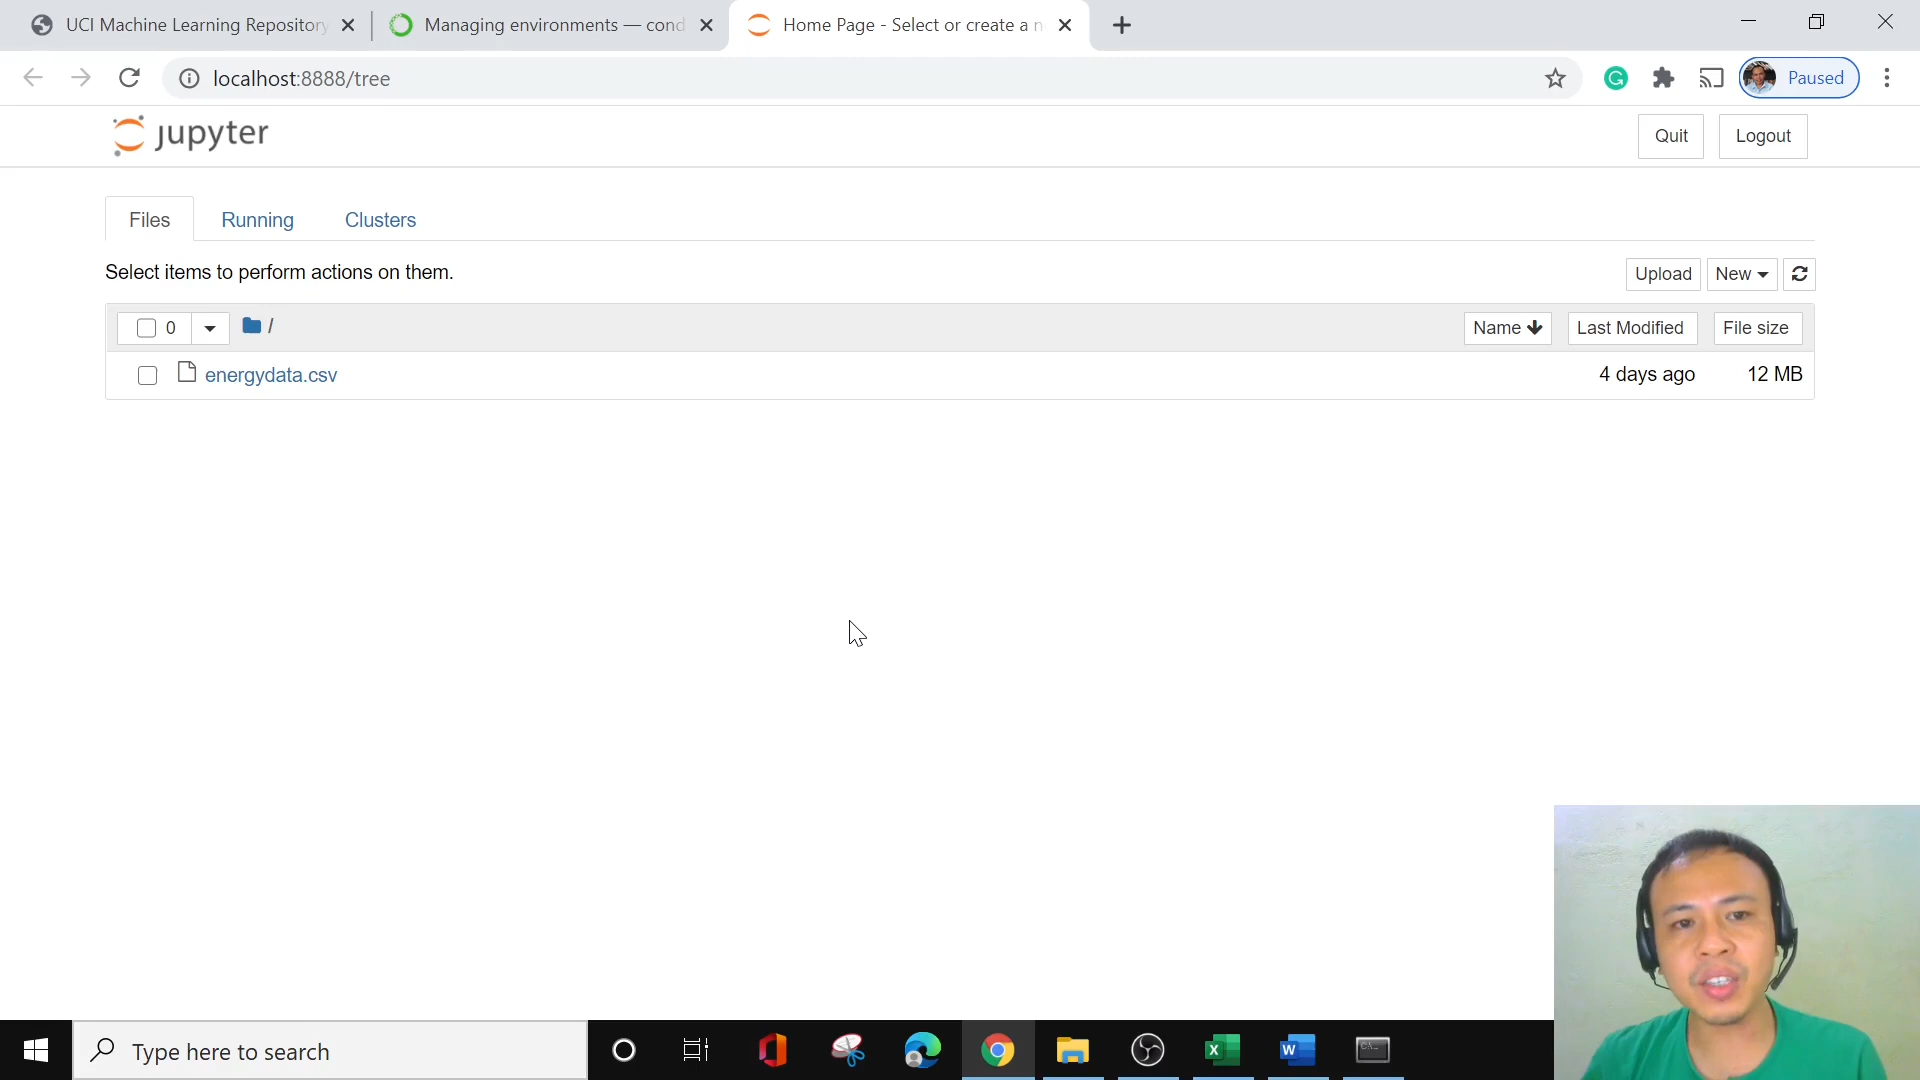 UCI Machine Learning Repository
Managing environments — cond
Home Page - Select or create a n
localhost:8888/tree
Paused
jupyter
Quit
Logout
Files
Running
Clusters
Select items to perform actions on them.
Upload
New
0
/
Name
Last Modified
File size
energydata.csv
4 days ago
12 MB
Type here to search